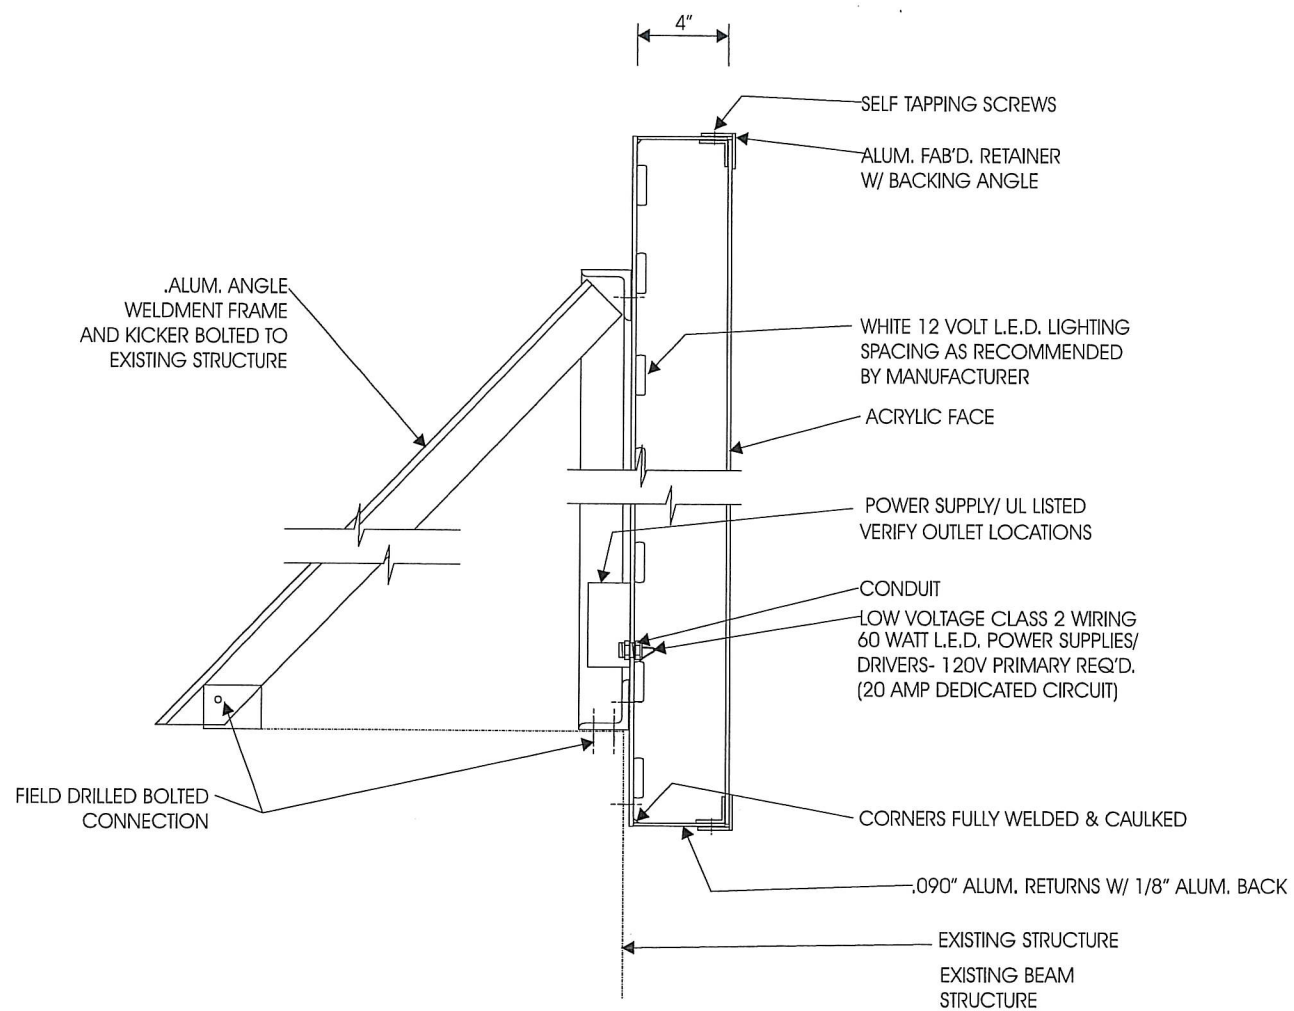 4"
SELF TAPPING SCREWS
ALUM. FAB'D. RETAINER
W/ BACKING ANGLE
.ALUM. ANGLE
WELDMENT FRAME
AND KICKER BOLTED TO
EXISTING STRUCTURE
WHITE 12 VOLT L.E.D. LIGHTING
SPACING AS RECOMMENDED
BY MANUFACTURER
ACRYLIC FACE
POWER SUPPLY/ UL LISTED
VERIFY OUTLET LOCATIONS
CONDUIT
LOW VOLTAGE CLASS 2 WIRING
60 WATT L.E.D. POWER SUPPLIES/
DRIVERS- 120V PRIMARY REQ'D.
(20 AMP DEDICATED CIRCUIT)
FIELD DRILLED BOLTED
CONNECTION
CORNERS FULLY WELDED & CAULKED
.090" ALUM. RETURNS W/ 1/8" ALUM. BACK
EXISTING STRUCTURE
EXISTING BEAM
STRUCTURE